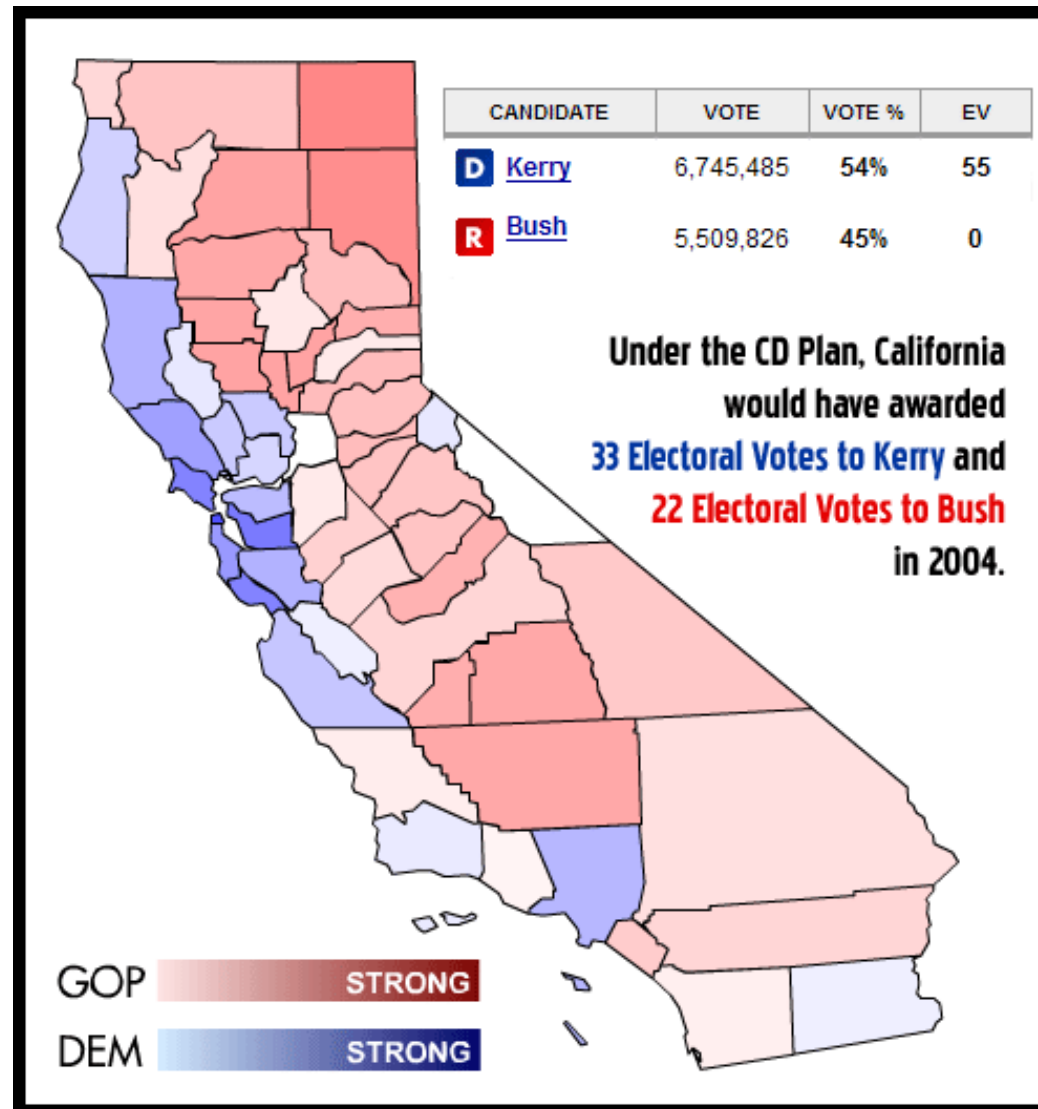 CANDIDATE VOTE VOTE % EV
D Kerry 6,745,485 54% 55
R Bush 5,509,826 45% 0
Under the CD Plan, California
would have awarded
33 Electoral Votes to Kerry and
22 Electoral Votes to Bush
in 2004.
GOP STRONG
DEM STRONG